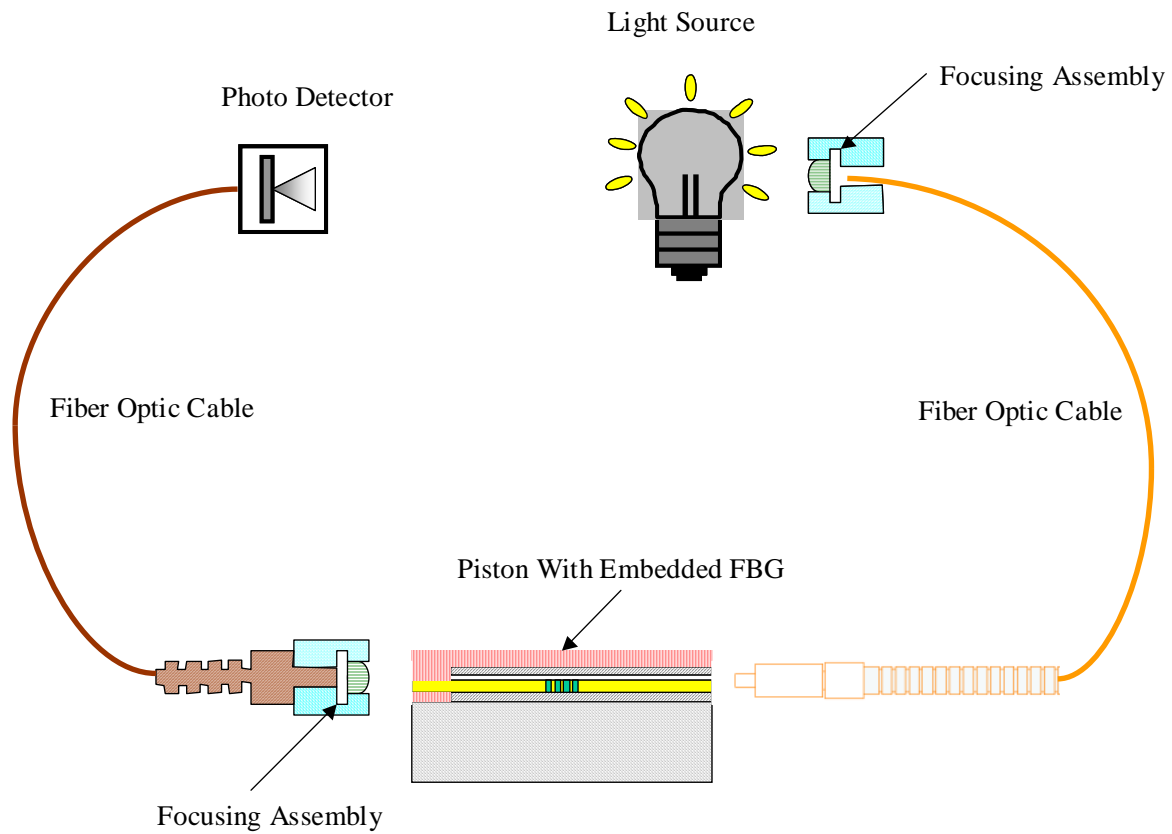 Light Source
Focusing Assembly
Photo Detector
Fiber Optic Cable
Fiber Optic Cable
Piston With Embedded FBG
Focusing Assembly